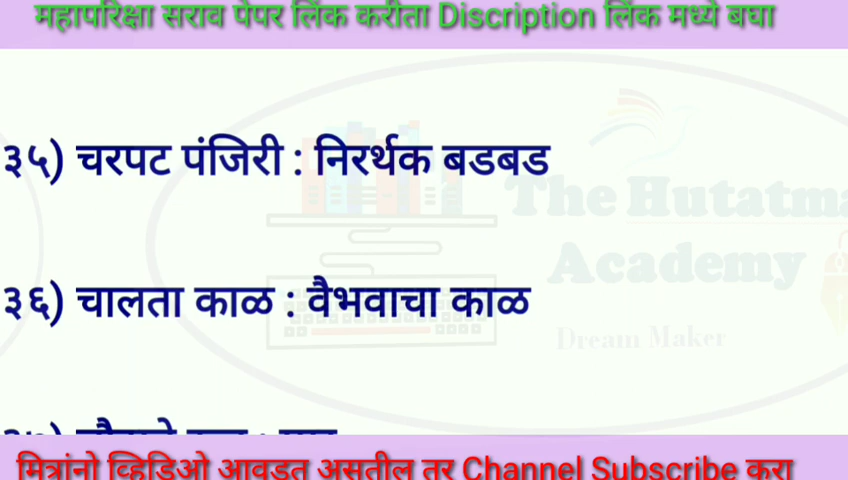 महापरिक्षा सराव पेपर लिंक करीता Discription लिंक मध्ये बघा
३५) चरपट पंजिरी : निरर्थक बडबड
The Hutatma
Academy
३६) चालता काळ : वैभवाचा काळ
Dream Maker
मित्रांनो व्हिडिओ आवडत असतील तर Channel Subscribe करा